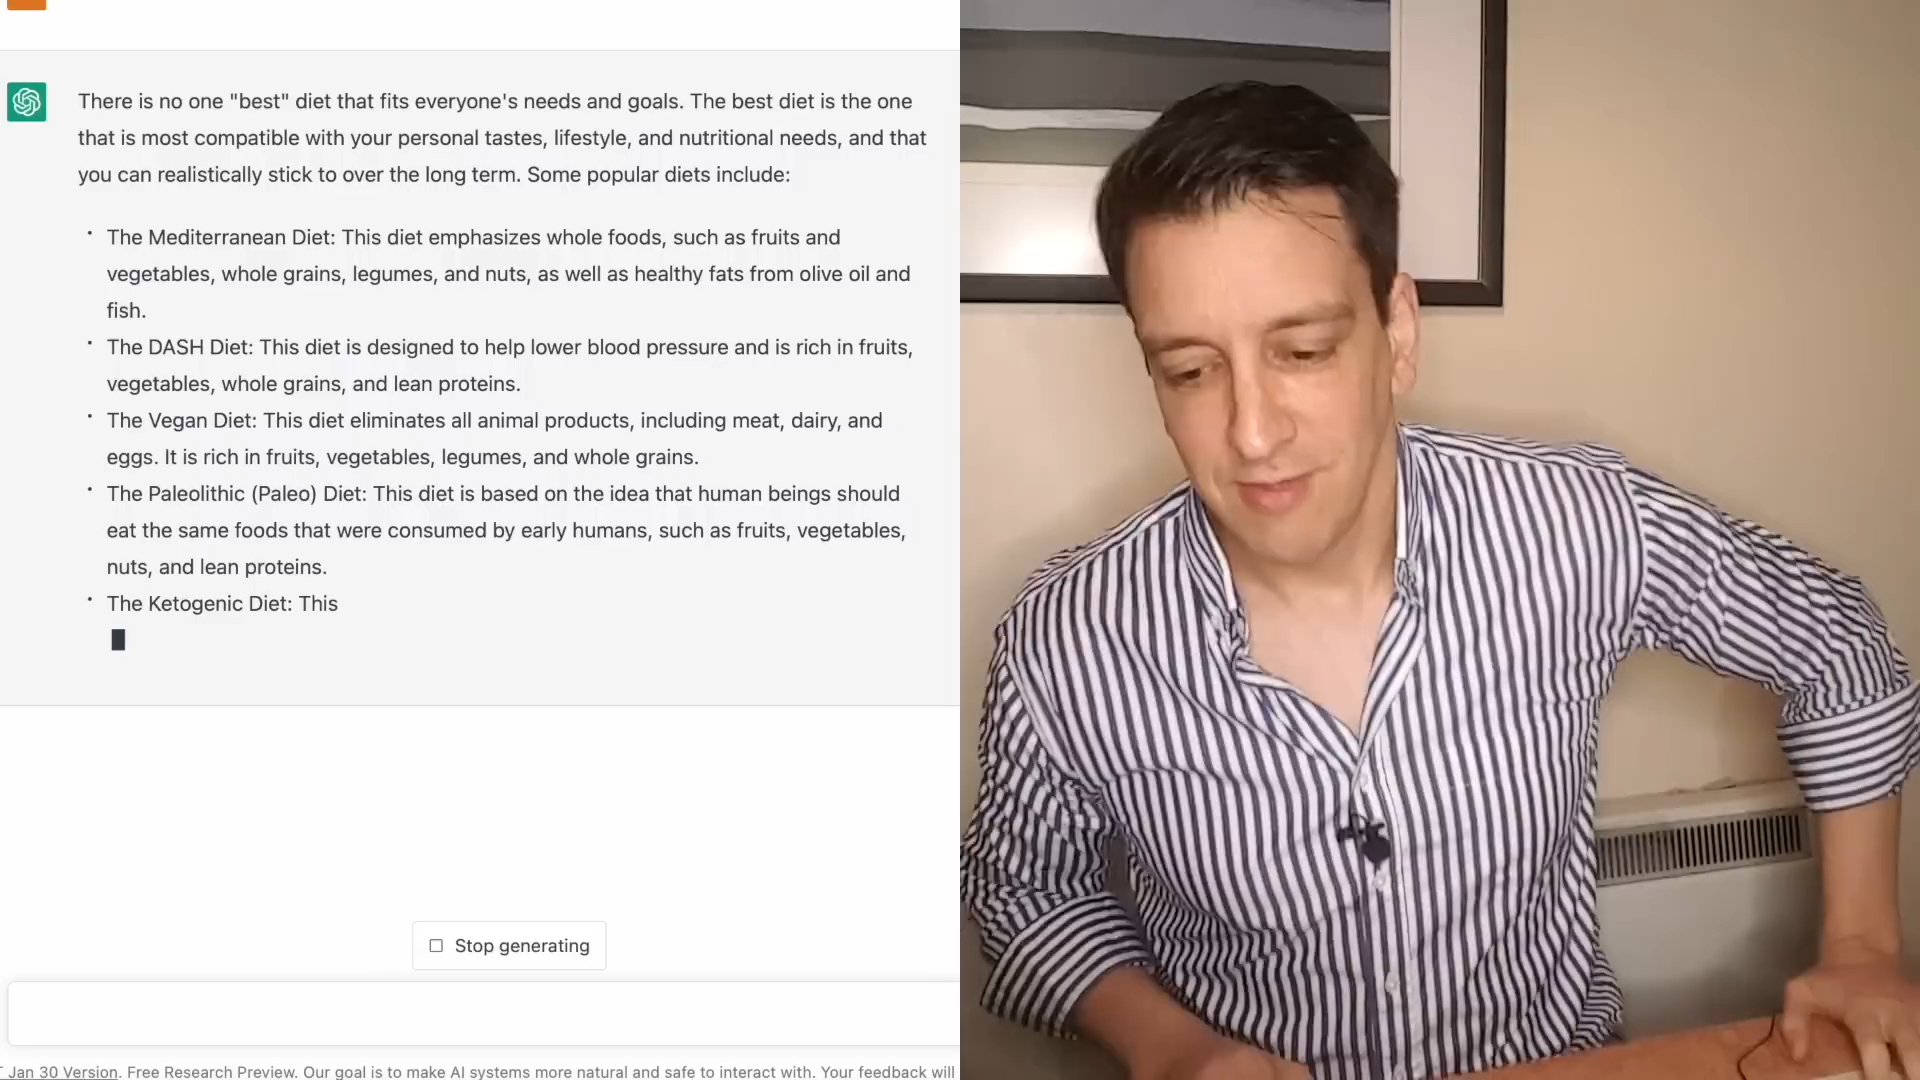 There is no one "best" diet that fits everyone's needs and goals. The best diet is the one
that is most compatible with your personal tastes, lifestyle, and nutritional needs, and that
you can realistically stick to over the long term. Some popular diets include:
• The Mediterranean Diet: This diet emphasizes whole foods, such as fruits and
vegetables, whole grains, legumes, and nuts, as well as healthy fats from olive oil and
fish.
• The DASH Diet: This diet is designed to help lower blood pressure and is rich in fruits,
vegetables, whole grains, and lean proteins.
• The Vegan Diet: This diet eliminates all animal products, including meat, dairy, and
eggs. It is rich in fruits, vegetables, legumes, and whole grains.
• The Paleolithic (Paleo) Diet: This diet is based on the idea that human beings should
eat the same foods that were consumed by early humans, such as fruits, vegetables,
nuts, and lean proteins.
• The Ketogenic Diet: This
Stop generating
Jan 30 Version. Free Research Preview. Our goal is to make AI systems more natural and safe to interact with. Your feedback will